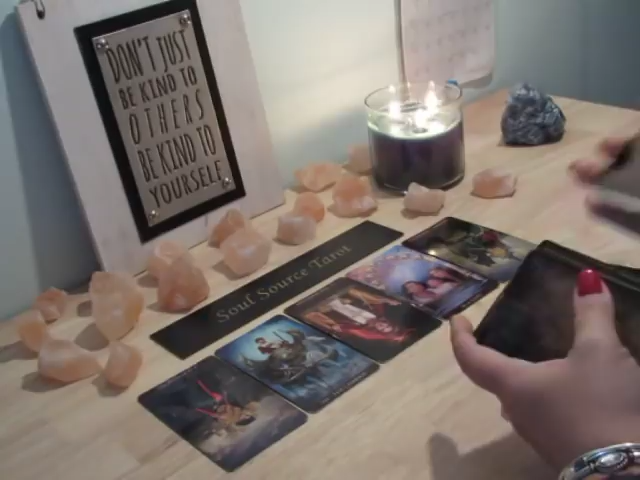 DON'T JUST
BE KIND TO
OTHERS
BE KIND TO
YOURSELF
Soul Source Tarot